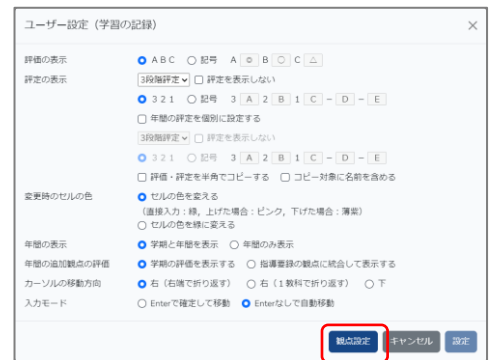 ユーザー設定（学習の記録） ×
評価の表示 ABC 記号 A ◎ B ○ C △
評定の表示 3段階評定 評定を表示しない
3 2 1 記号 3 A 2 B 1 C - D - E
年間の評定を個別に設定する
3段階評定 評定を表示しない
3 2 1 記号 3 A 2 B 1 C - D - E
評価・評定を半角でコピーする コピー対象に名前を含める
変更時のセルの色 セルの色を変える
（直接入力：緑，上げた場合：ピンク，下げた場合：薄紫）
セルの色を緑に変える
年間の表示 学期と年間を表示 年間のみ表示
年間の追加観点の評価 学期の評価を表示する 指導要録の観点に統合して表示する
カーソルの移動方向 右（右端で折り返す） 右（１教科で折り返す） 下
入力モード Enterで確定して移動 Enterなしで自動移動
観点設定 キャンセル 設定